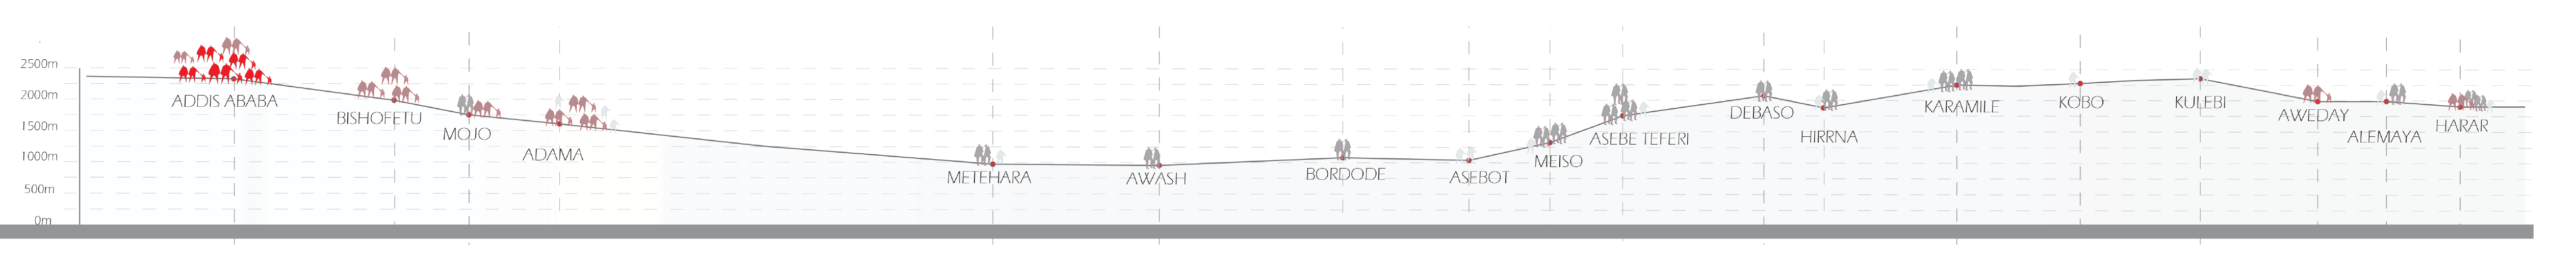 2500m
2000m
1500m
1000m
500m
0m
ADDIS ABABA
BISHOFETU
MOJO
ADAMA
METEHARA
AWASH
BORDODE
ASEBOT
MEISO
ASEBE TEFERI
DEBASO
HIRRNA
KARAMILE
KOBO
KULEBI
AWEDAY
ALEMAYA
HARAR